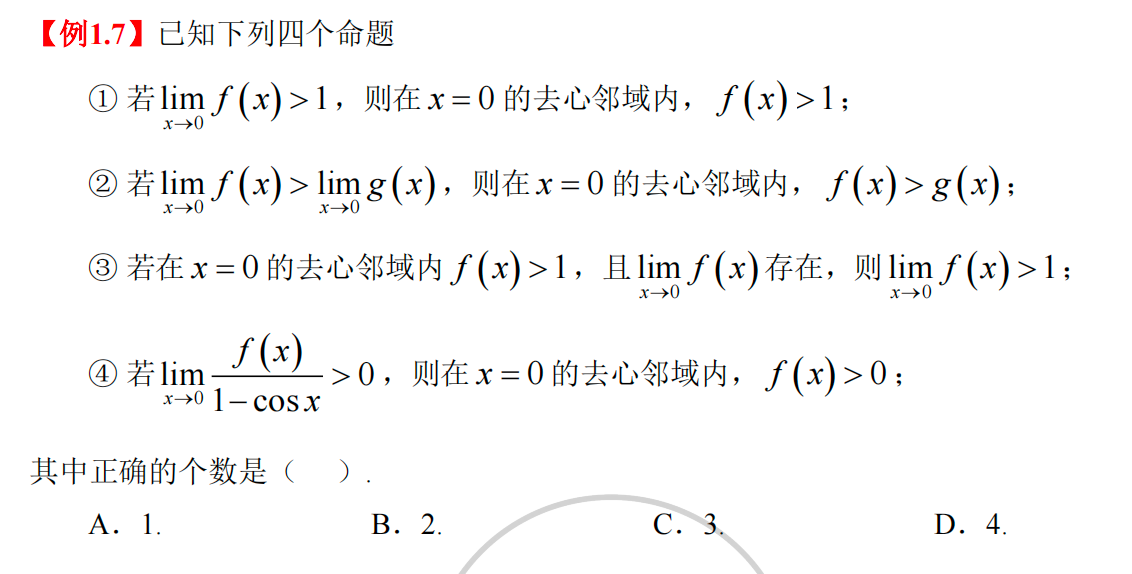 【例1.7】已知下列四个命题
① 若 $\lim_{x \to 0} f(x) > 1$，则在 $x = 0$ 的去心邻域内，$f(x) > 1$；
② 若 $\lim_{x \to 0} f(x) > \lim_{x \to 0} g(x)$，则在 $x = 0$ 的去心邻域内，$f(x) > g(x)$；
③ 若在 $x = 0$ 的去心邻域内 $f(x) > 1$，且 $\lim_{x \to 0} f(x)$ 存在，则 $\lim_{x \to 0} f(x) > 1$；
④ 若 $\lim_{x \to 0} \frac{f(x)}{1 - \cos x} > 0$，则在 $x = 0$ 的去心邻域内，$f(x) > 0$；
其中正确的个数是（ ）.
A．1. B．2. C．3. D．4.